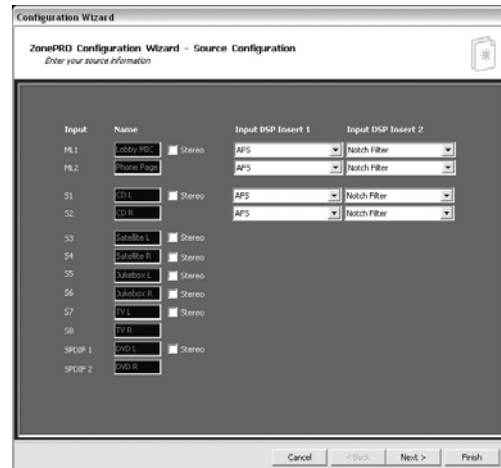 Configuration Wizard
ZonePRO Configuration Wizard - Source Configuration
Enter your source information
Input Name Input DSP Insert 1 Input DSP Insert 2
ML1 Lobby MIC Stereo AFS Notch Filter
ML2 Phone Page AFS Notch Filter
S1 CD L Stereo AFS Notch Filter
S2 CD R AFS Notch Filter
S3 Satellite L Stereo
S4 Satellite R Stereo
S5 Jukebox L Stereo
S6 Jukebox R Stereo
S7 TV L Stereo
S8 TV R
SPDIF 1 DVD L Stereo
SPDIF 2 DVD R
Cancel < Back Next > Finish